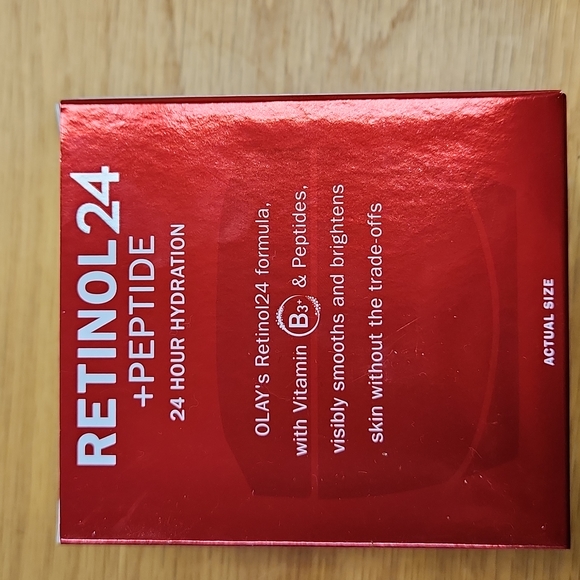 RETINOL24
+PEPTIDE
24 HOUR HYDRATION
OLAY's Retinol24 formula,
with Vitamin B3+ & Peptides,
visibly smooths and brightens
skin without the trade-offs
ACTUAL SIZE